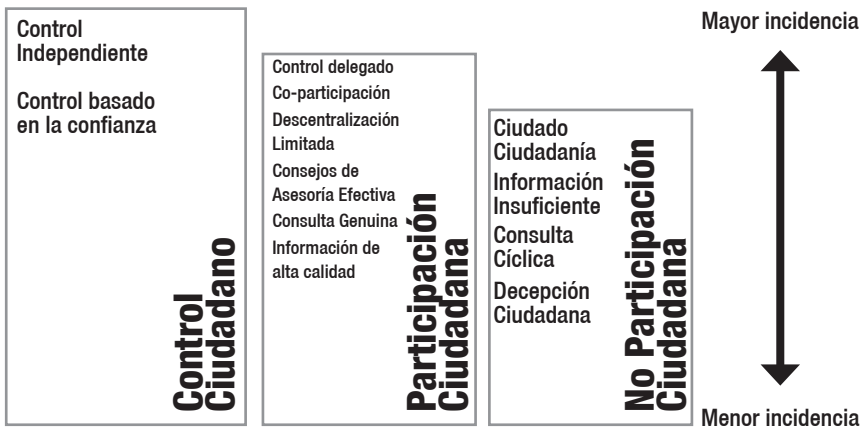 Control
Independiente
Control basado
en la confianza
Control
Ciudadano
Control delegado
Co-participación
Descentralización
Limitada
Consejos de
Asesoría Efectiva
Consulta Genuina
Información de
alta calidad
Participación
Ciudadana
Ciudado
Ciudadanía
Información
Insuficiente
Consulta
Cíclica
Decepción
Ciudadana
No Participación
Ciudadana
Mayor incidencia
Menor incidencia